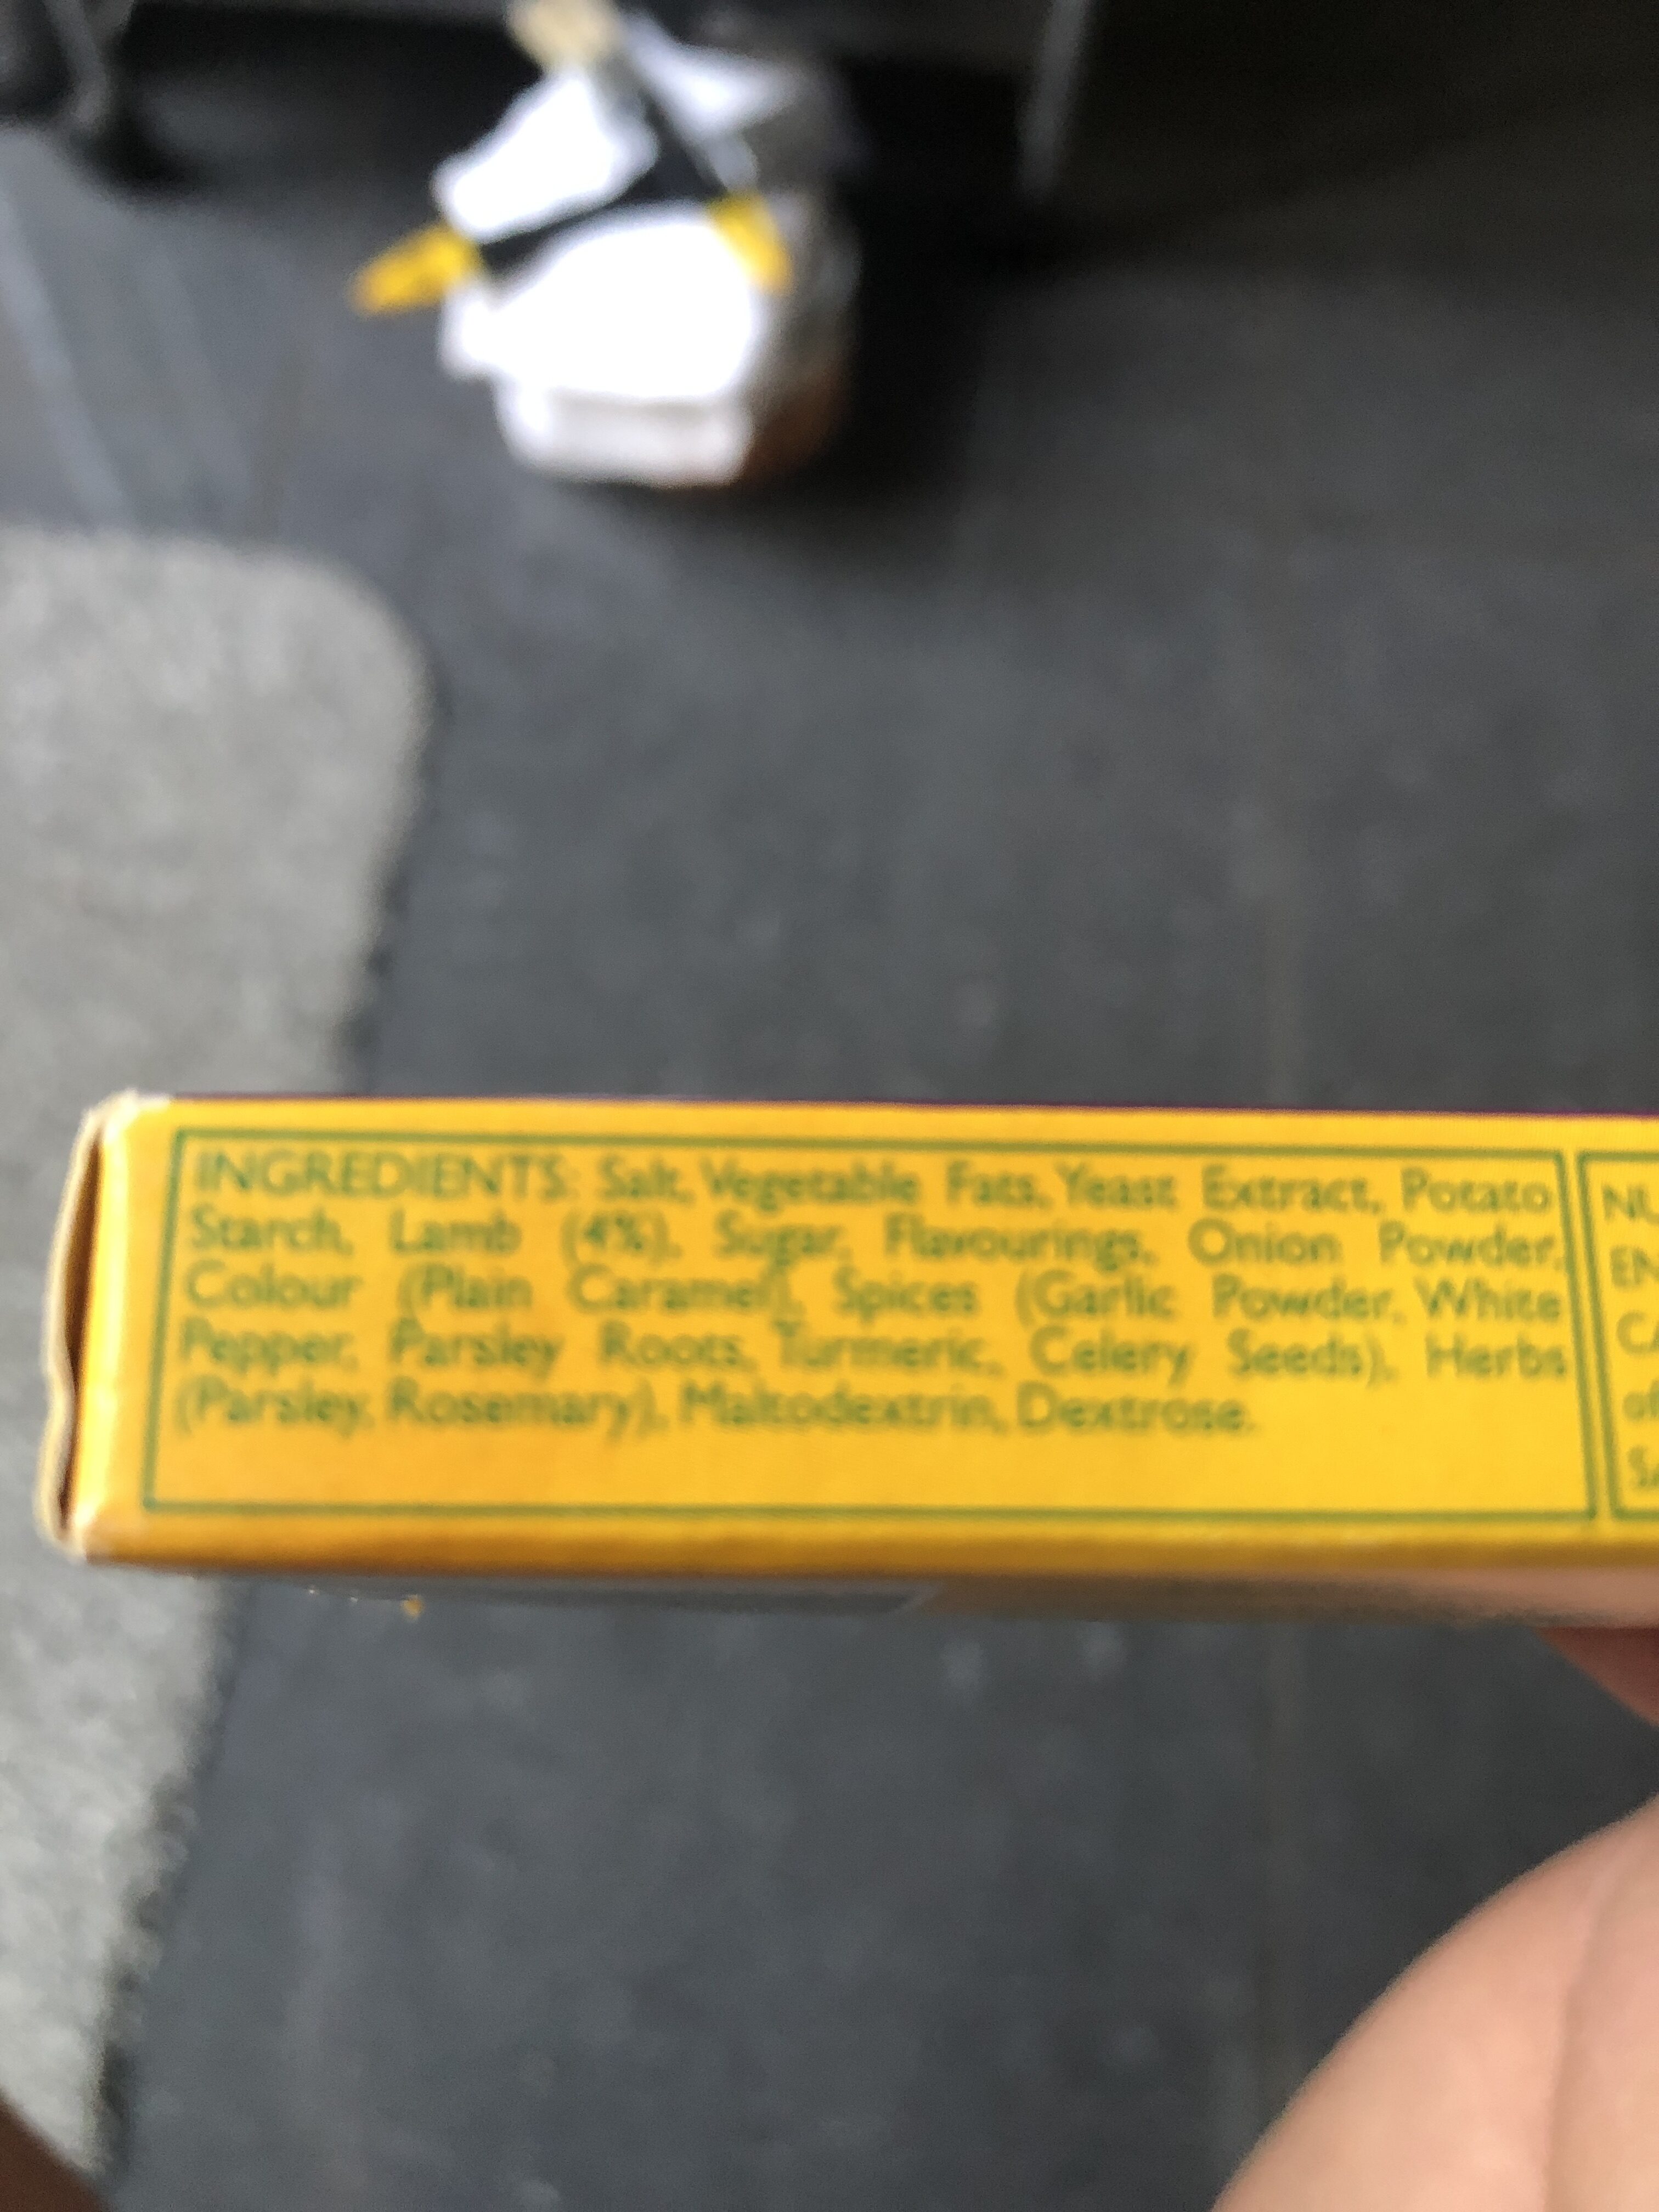 INGREDIENTS: Salt, Vegetable Fats, Yeast Extract, Potato
Starch, Lamb (4%), Sugar, Flavourings, Onion Powder,
Colour (Plain Caramel), Spices (Garlic Powder, White
Pepper, Parsley Roots, Turmeric, Celery Seeds), Herbs
(Parsley, Rosemary), Maltodextrin, Dextrose.